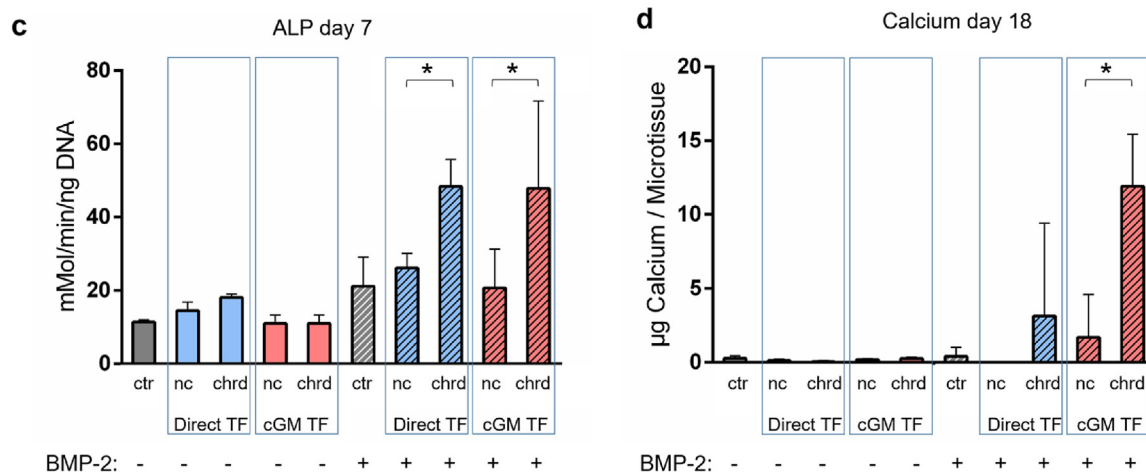 c
ALP day 7
mMol/min/ng DNA
80
60
40
20
0
* *
ctr nc chrd nc chrd ctr nc chrd nc chrd
Direct TF cGM TF Direct TF cGM TF
BMP-2: - - - - - + + + + +
d
Calcium day 18
µg Calcium / Microtissue
20
15
10
5
0
*
ctr nc chrd nc chrd ctr nc chrd nc chrd
Direct TF cGM TF Direct TF cGM TF
BMP-2: - - - - - + + + + +